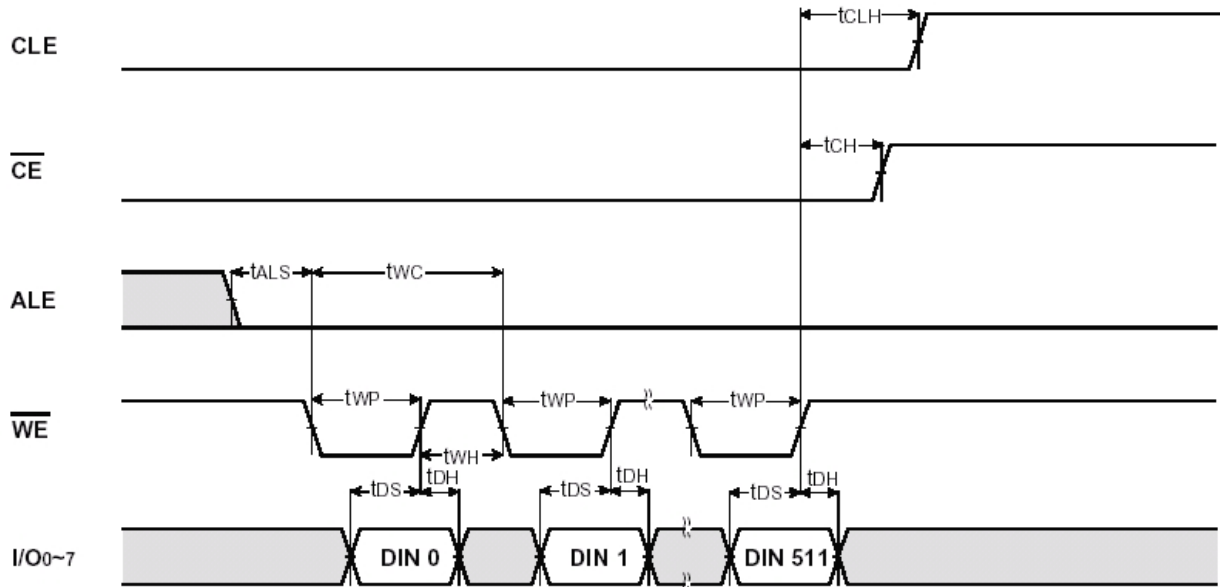 CLE
tCLH
CE
tCH
ALE
tALS
tWC
WE
tWP
tWP
tWP
tWH
tDS
tDH
tDS
tDH
tDS
tDH
I/O0~7
DIN 0
DIN 1
DIN 511